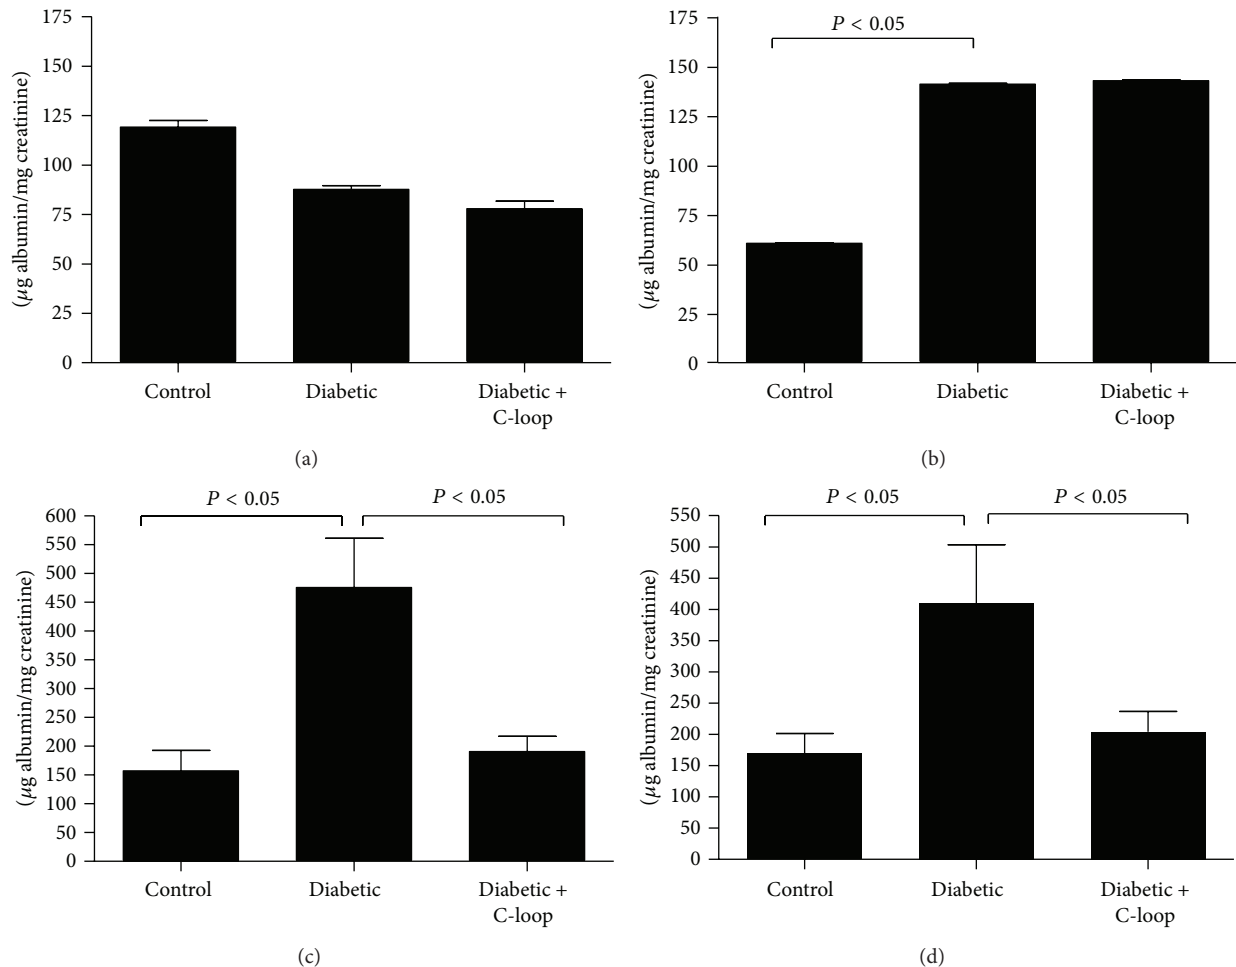 (μg albumin/mg creatinine)
175
150
125
100
75
50
25
0
Control
Diabetic
Diabetic +
C-loop
(a)
(μg albumin/mg creatinine)
175
150
125
100
75
50
25
0
P < 0.05
Control
Diabetic
Diabetic +
C-loop
(b)
(μg albumin/mg creatinine)
600
550
500
450
400
350
300
250
200
150
100
50
0
P < 0.05
P < 0.05
Control
Diabetic
Diabetic +
C-loop
(c)
(μg albumin/mg creatinine)
550
500
450
400
350
300
250
200
150
100
50
0
P < 0.05
P < 0.05
Control
Diabetic
Diabetic +
C-loop
(d)